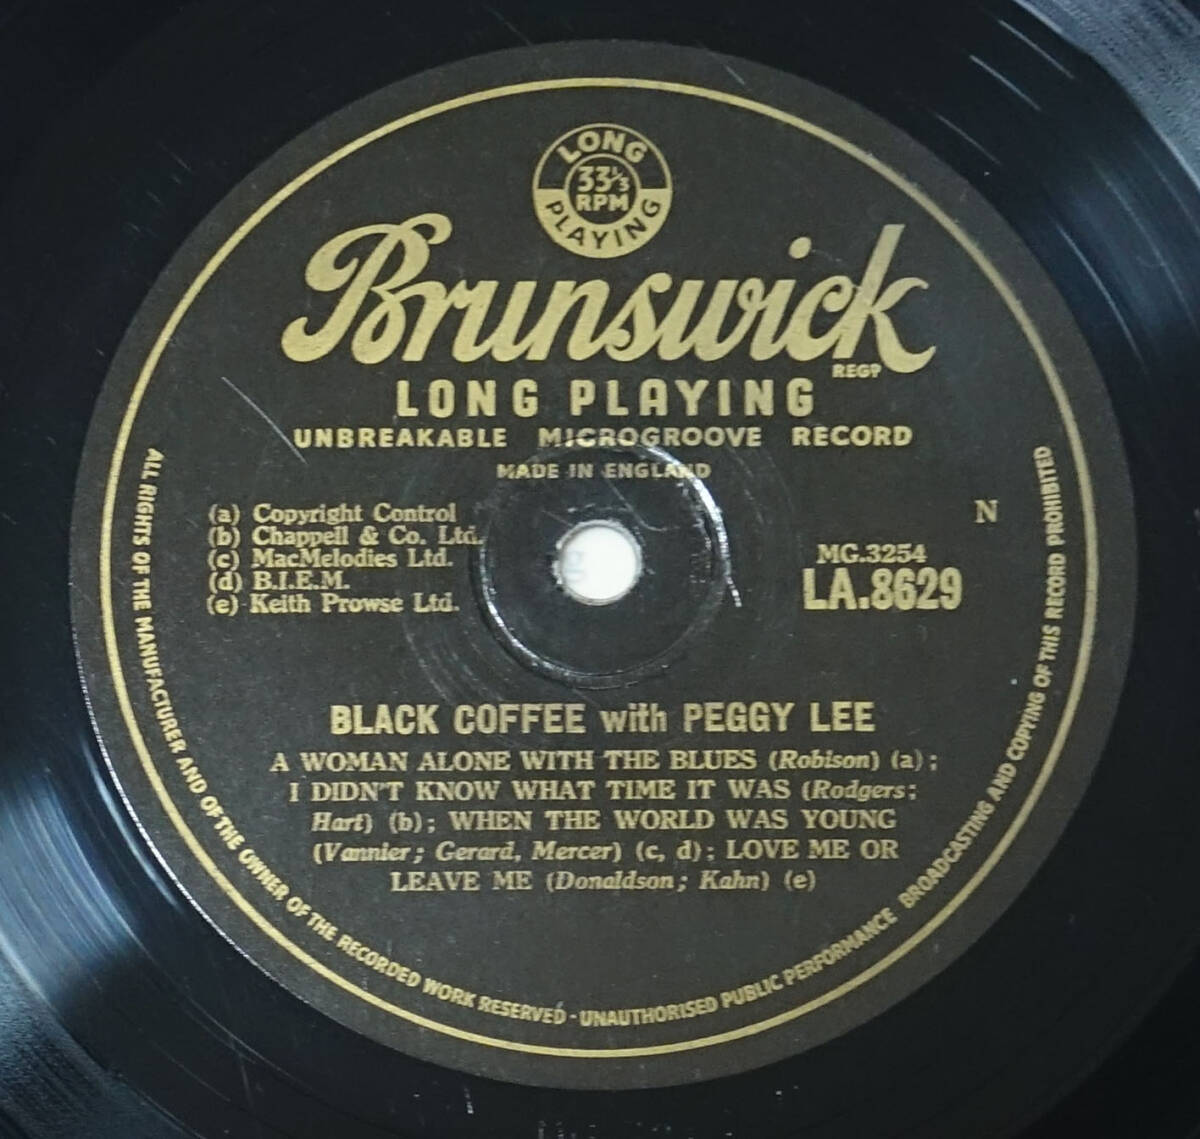 LONG
33⅓
RPM
PLAYING
Brunswick
REGD
LONG PLAYING
UNBREAKABLE MICROGROOVE RECORD
MADE IN ENGLAND
(a) Copyright Control
(b) Chappell & Co. Ltd.
(c) MacMelodies Ltd.
(d) B.I.E.M.
(e) Keith Prowse Ltd.
N
MG.3254
LA.8629
BLACK COFFEE with PEGGY LEE
A WOMAN ALONE WITH THE BLUES (Robison) (a);
I DIDN'T KNOW WHAT TIME IT WAS (Rodgers;
Hart) (b); WHEN THE WORLD WAS YOUNG
(Vannier; Gerard, Mercer) (c, d); LOVE ME OR
LEAVE ME (Donaldson; Kahn) (e)
ALL RIGHTS OF THE MANUFACTURER AND OF THE OWNER OF THE RECORDED WORK RESERVED - UNAUTHORISED PUBLIC PERFORMANCE BROADCASTING AND COPYING OF THIS RECORD PROHIBITED